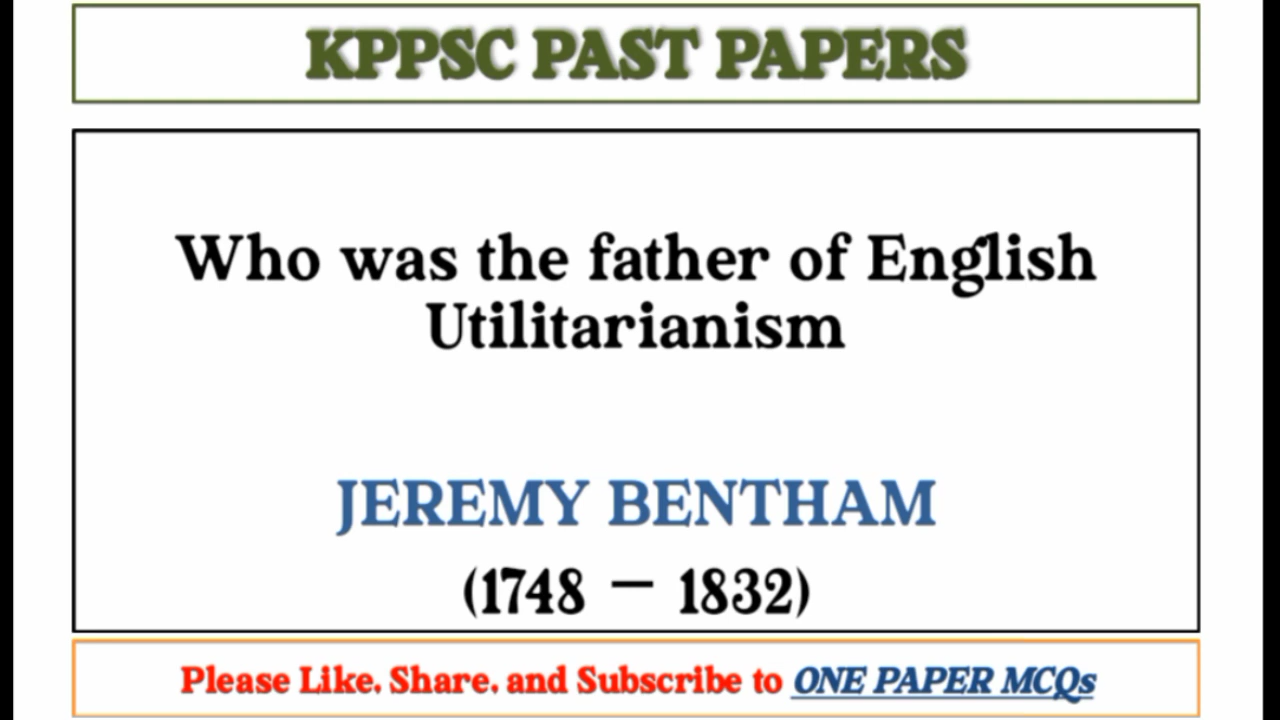 KPPSC PAST PAPERS
Who was the father of English
Utilitarianism
JEREMY BENTHAM
(1748 – 1832)
Please Like, Share, and Subscribe to ONE PAPER MCQs